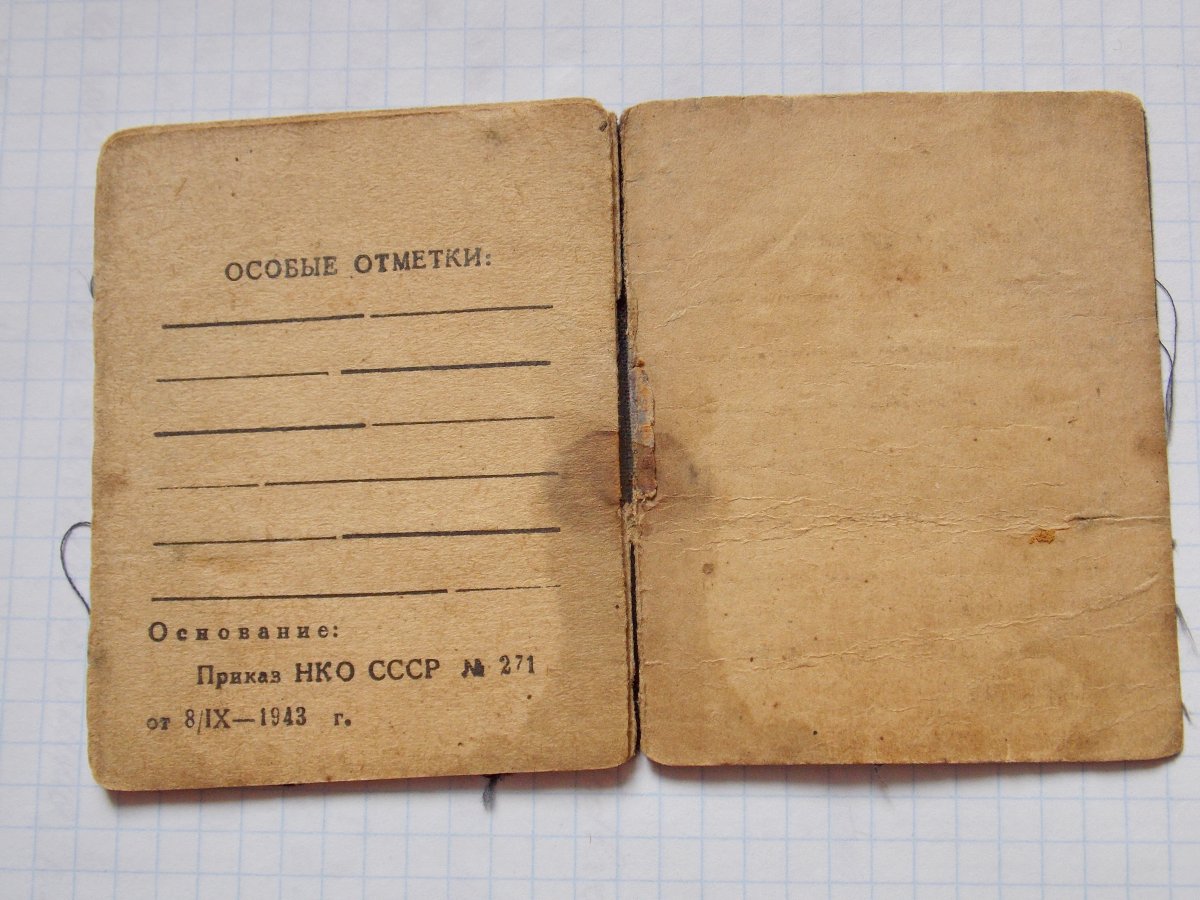 ОСОБЫЕ ОТМЕТКИ:
Основание:
Приказ НКО СССР № 271
от 8/IX—1943 г.